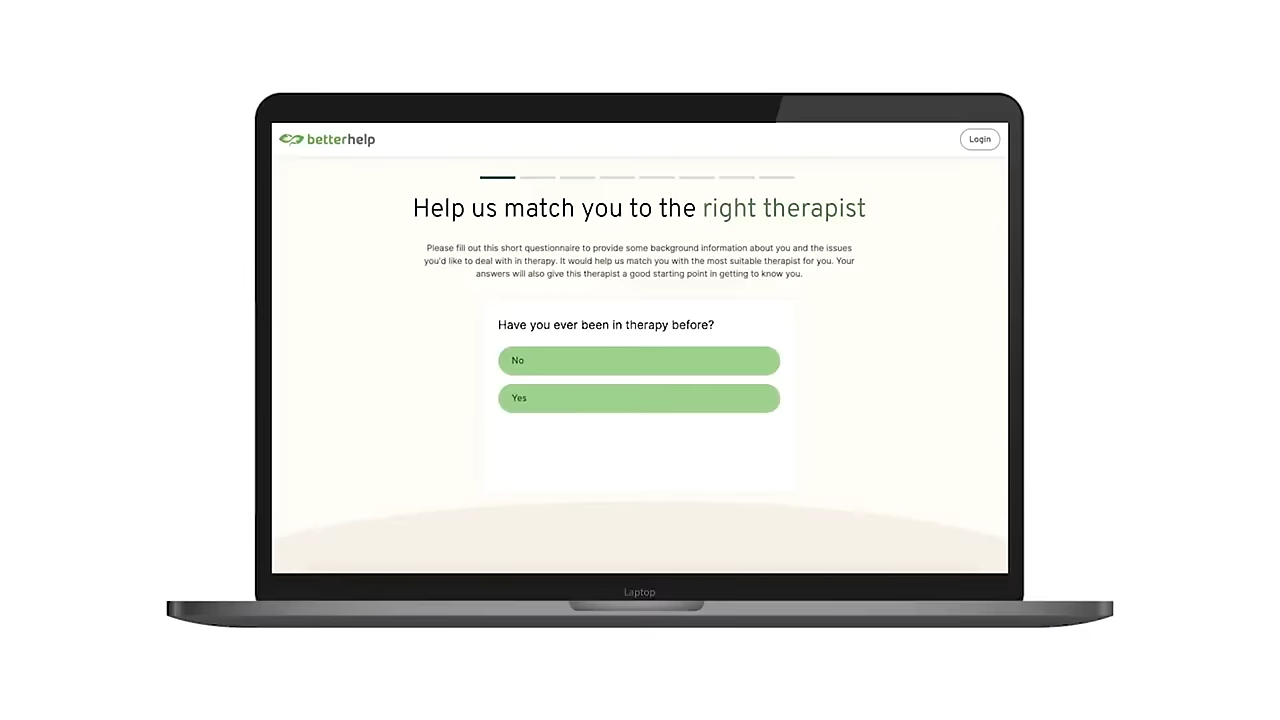 betterhelp
Login
Help us match you to the right therapist
Please fill out this short questionnaire to provide some background information about you and the issues
you'd like to deal with in therapy. It would help us match you with the most suitable therapist for you. Your
answers will also give this therapist a good starting point in getting to know you.
Have you ever been in therapy before?
No
Yes
Laptop